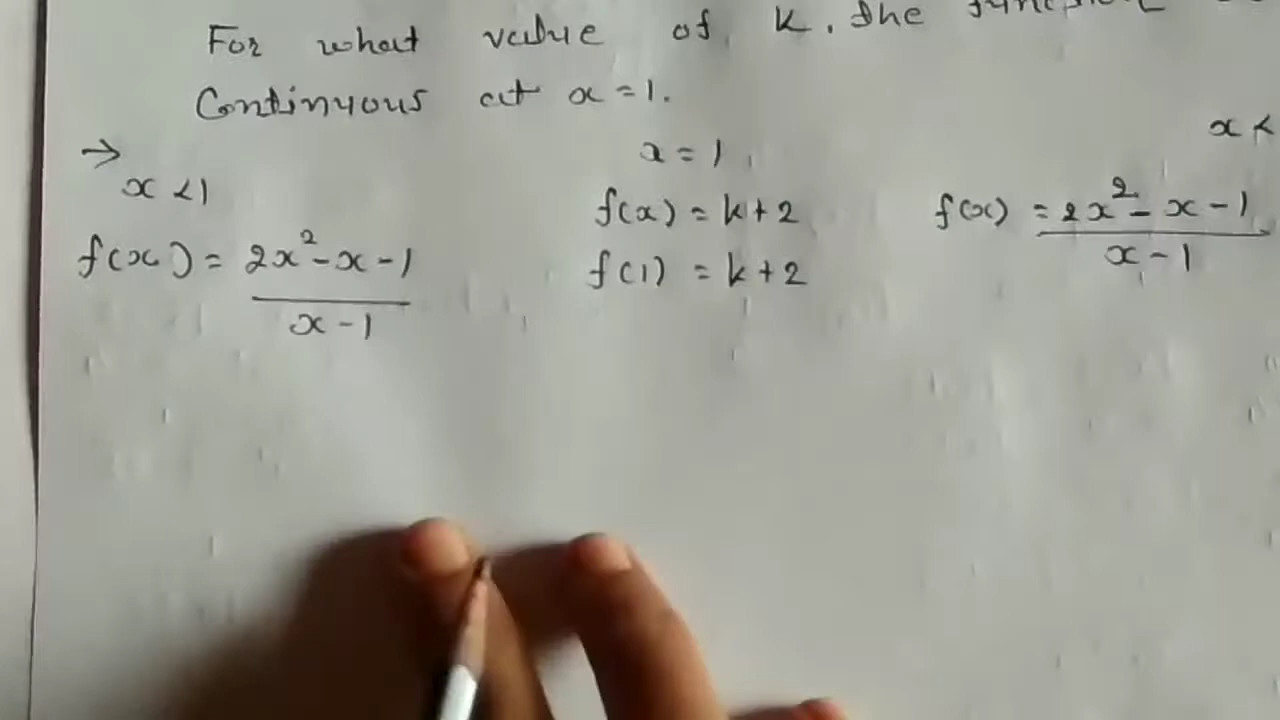 For what value of k, the
Continuous at x = 1.
→
x < 1
f(x) = 2x² - x - 1 / x - 1
x = 1
f(x) = k + 2
f(1) = k + 2
x <
f(x) = 2x² - x - 1 / x - 1